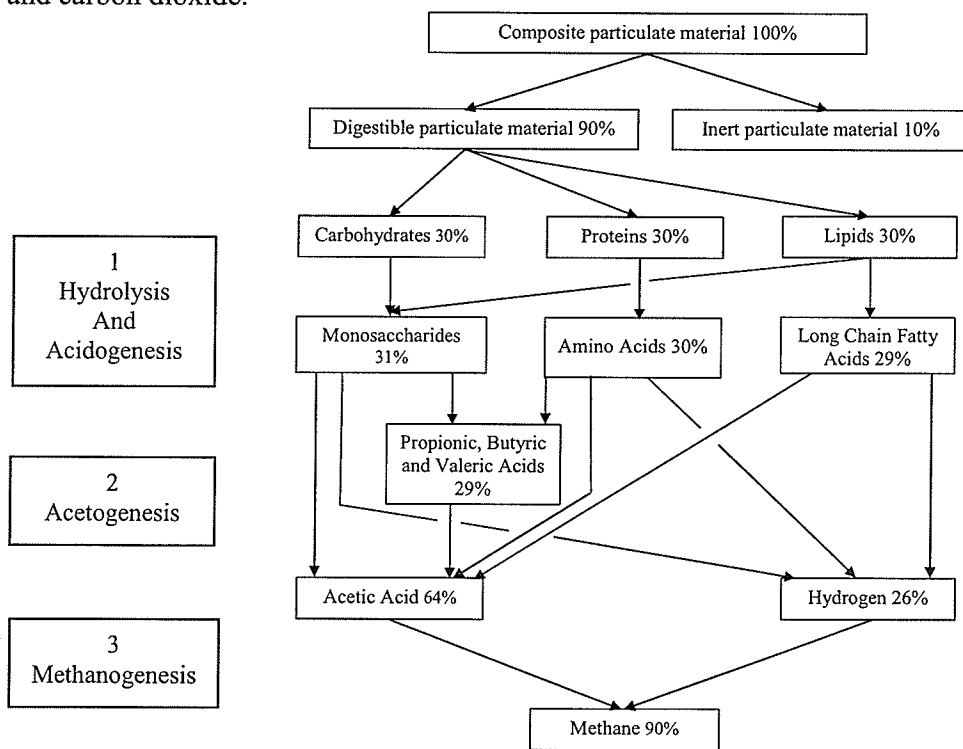 and carbon dioxide.
Composite particulate material 100%
Digestible particulate material 90%
Inert particulate material 10%
Carbohydrates 30%
Proteins 30%
Lipids 30%
1
Hydrolysis
And
Acidogenesis
Monosaccharides
31%
Amino Acids 30%
Long Chain Fatty
Acids 29%
Propionic, Butyric
and Valeric Acids
29%
2
Acetogenesis
Acetic Acid 64%
Hydrogen 26%
3
Methanogenesis
Methane 90%